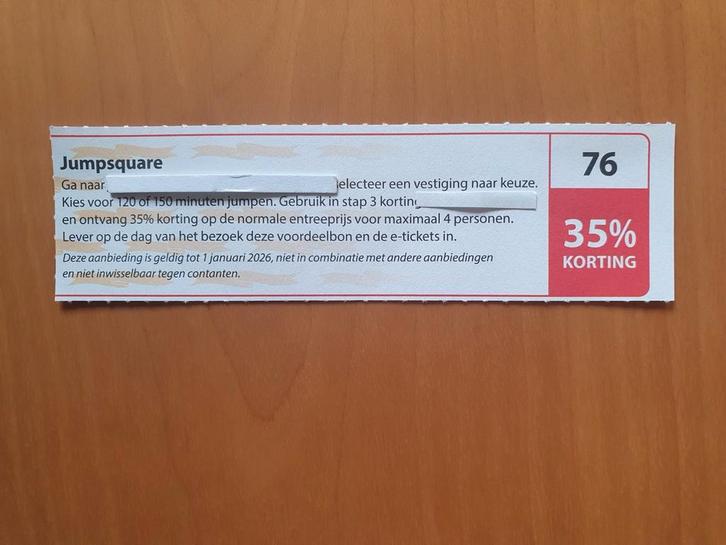 Jumpsquare
Ga naar electeer een vestiging naar keuze.
Kies voor 120 of 150 minuten jumpen. Gebruik in stap 3 korting
en ontvang 35% korting op de normale entreeprijs voor maximaal 4 personen.
Lever op de dag van het bezoek deze voordeelbon en de e-tickets in.
Deze aanbieding is geldig tot 1 januari 2026, niet in combinatie met andere aanbiedingen
en niet inwisselbaar tegen contanten.
76
35%
KORTING